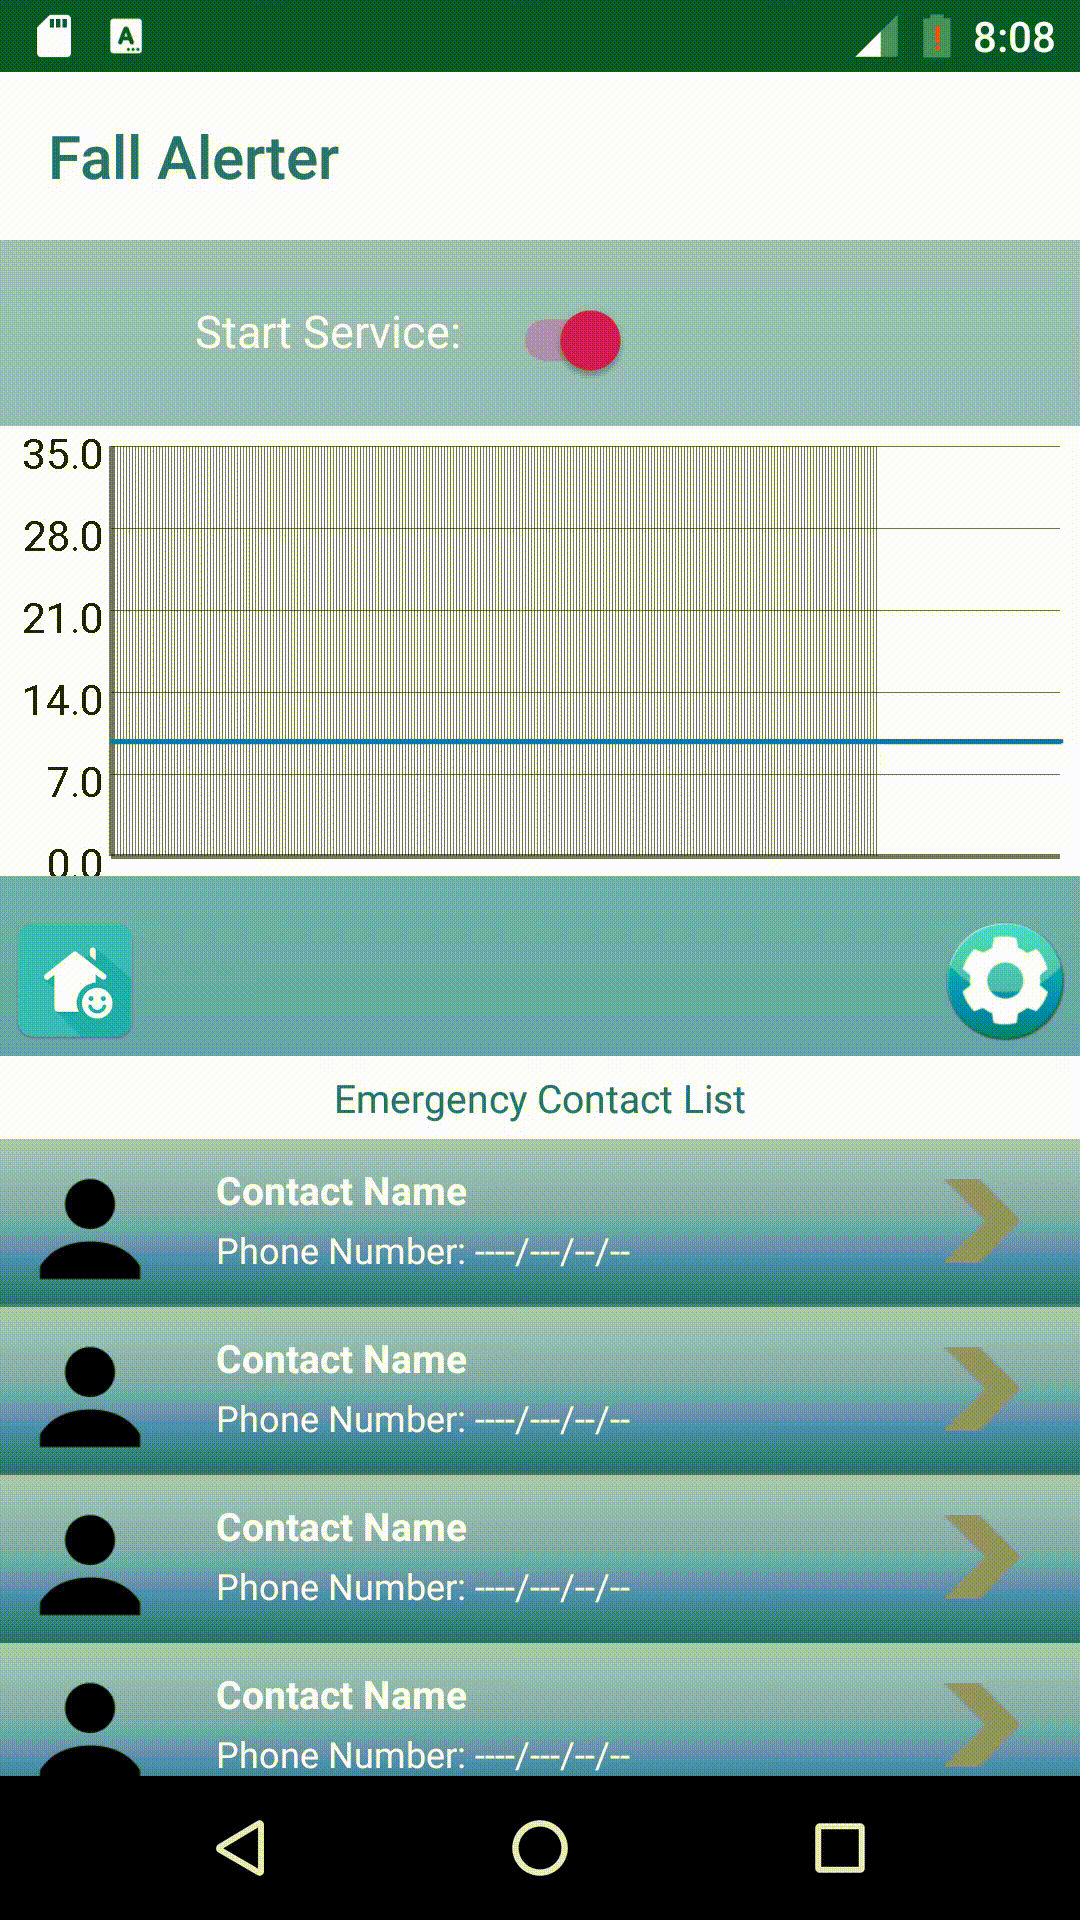 A
8:08
Fall Alerter
Start Service:
35.0
28.0
21.0
14.0
7.0
0.0
Emergency Contact List
Contact Name
Phone Number: ----/---/--/--
Contact Name
Phone Number: ----/---/--/--
Contact Name
Phone Number: ----/---/--/--
Contact Name
Phone Number: ----/---/--/--